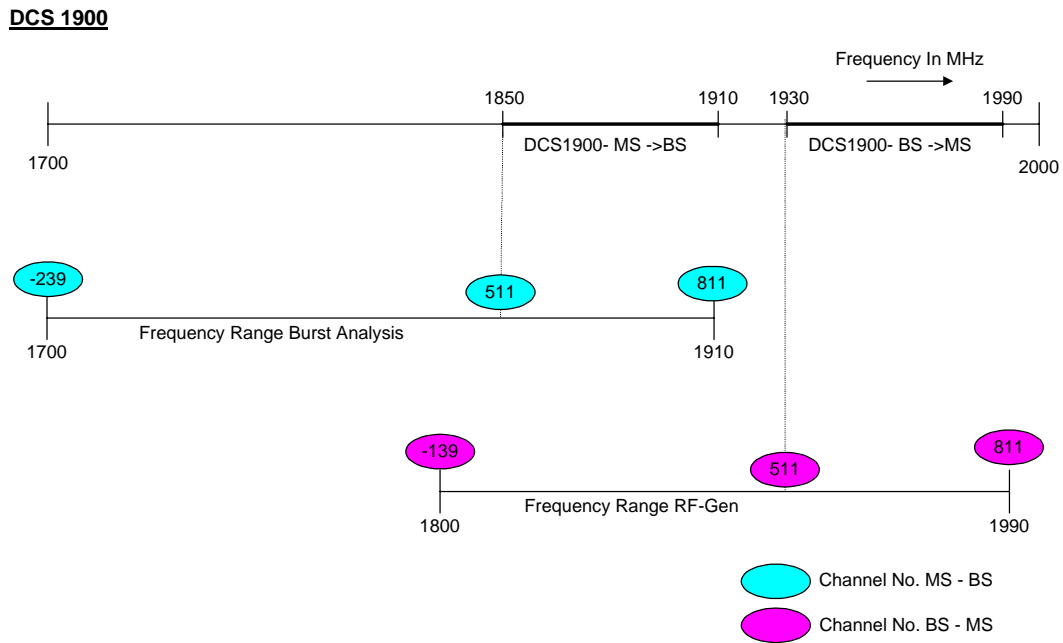 DCS 1900
Frequency In MHz
1850
1910
1930
1990
DCS1900- MS ->BS
DCS1900- BS ->MS
1700
2000
-239
511
811
Frequency Range Burst Analysis
1700
1910
-139
511
811
Frequency Range RF-Gen
1800
1990
Channel No. MS - BS
Channel No. BS - MS